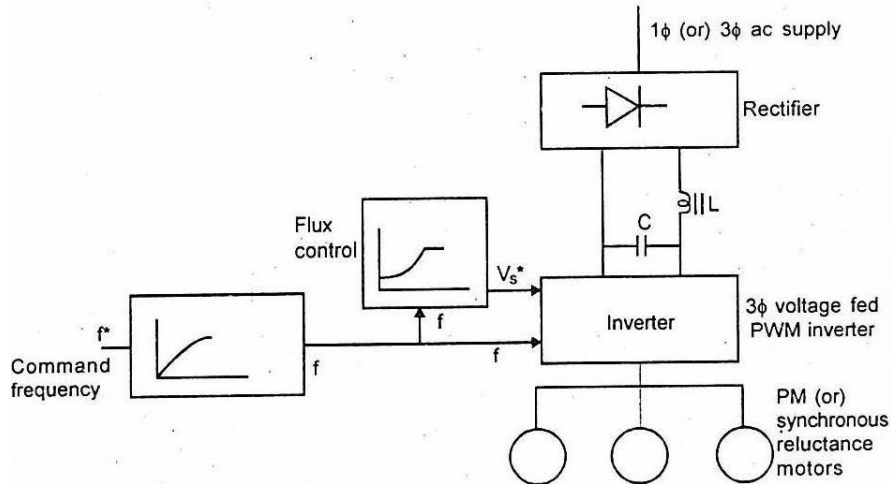 1ϕ (or) 3ϕ ac supply
Rectifier
L
C
Flux
control
Vs*
f
f*
Command
frequency
f
f
Inverter
3ϕ voltage fed
PWM inverter
PM (or)
synchronous
reluctance
motors